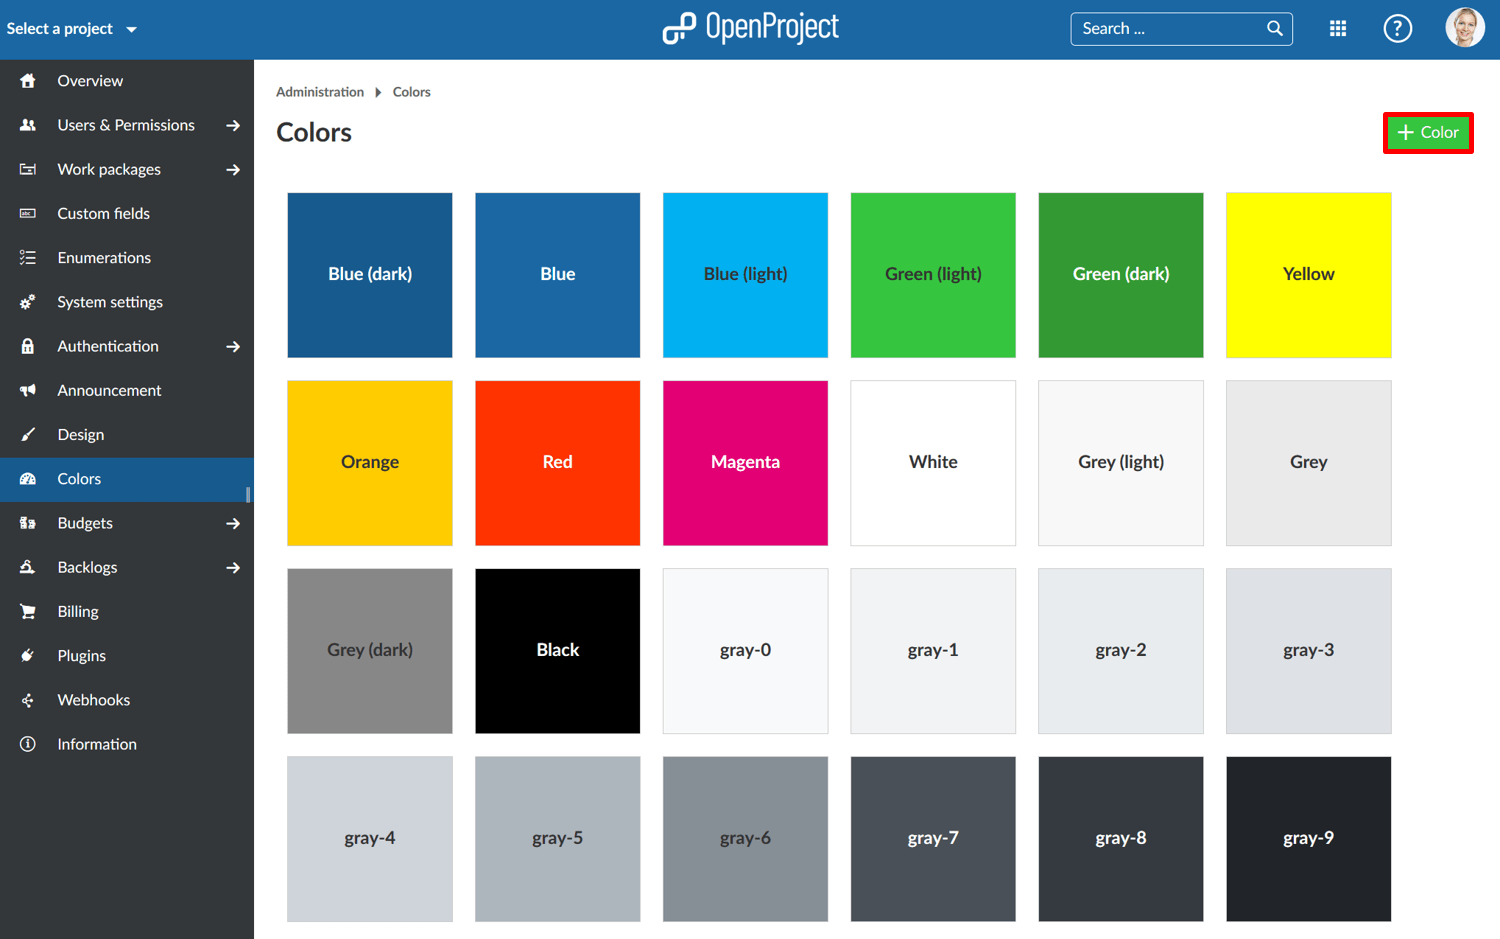 Select a project
OpenProject
Search ...
?
Overview
Users & Permissions
Work packages
Custom fields
Enumerations
System settings
Authentication
Announcement
Design
Colors
Budgets
Backlogs
Billing
Plugins
Webhooks
Information
Administration Colors
Colors
+ Color
Blue (dark)
Blue
Blue (light)
Green (light)
Green (dark)
Yellow
Orange
Red
Magenta
White
Grey (light)
Grey
Grey (dark)
Black
gray-0
gray-1
gray-2
gray-3
gray-4
gray-5
gray-6
gray-7
gray-8
gray-9